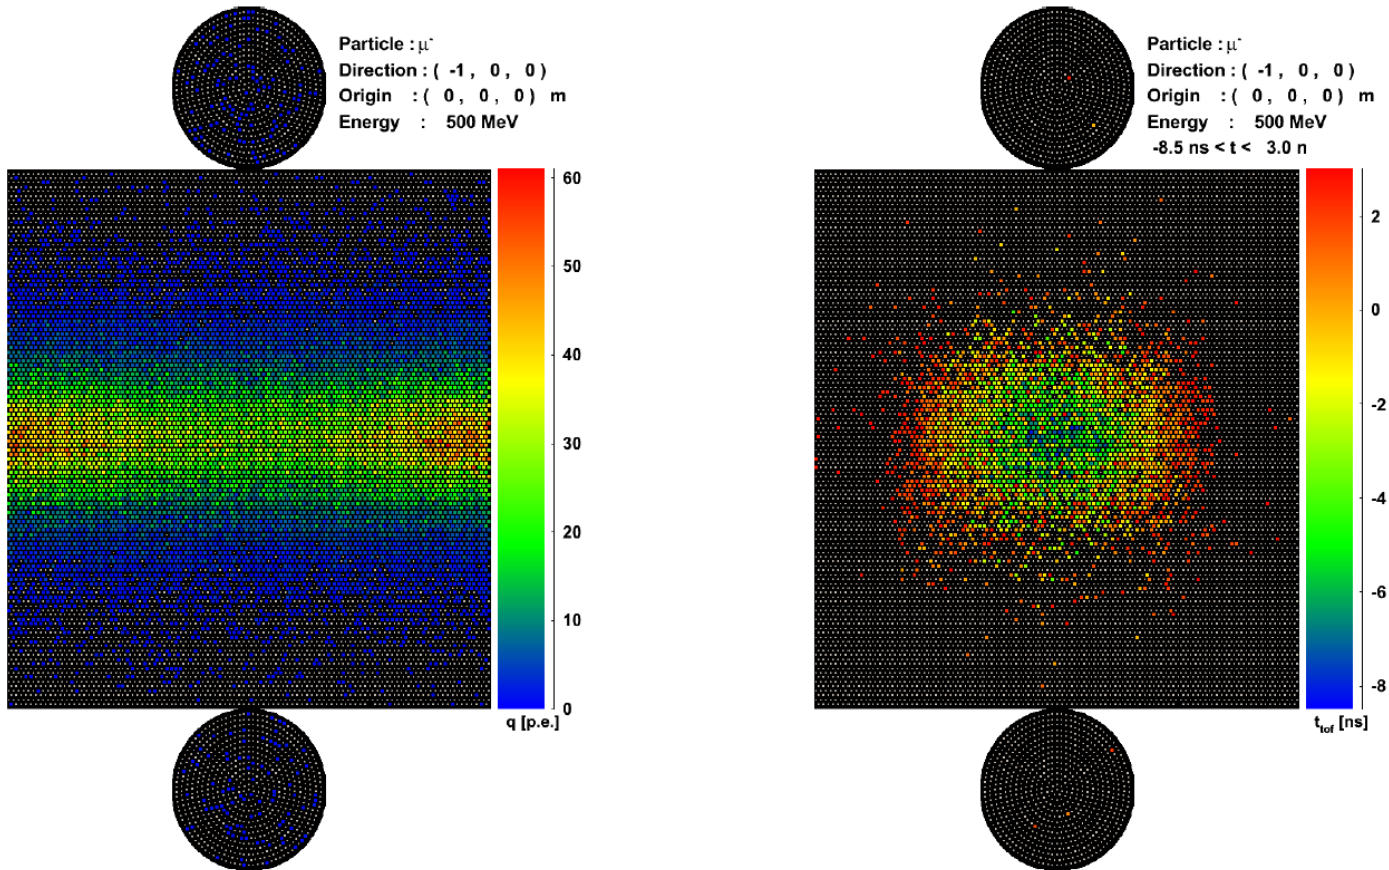 Particle : μ-
Direction : ( -1 , 0 , 0 )
Origin : ( 0 , 0 , 0 ) m
Energy : 500 MeV
60
50
40
30
20
10
0
q [p.e.]
Particle : μ-
Direction : ( -1 , 0 , 0 )
Origin : ( 0 , 0 , 0 ) m
Energy : 500 MeV
-8.5 ns < t < 3.0 n
2
0
-2
-4
-6
-8
t_tof [ns]